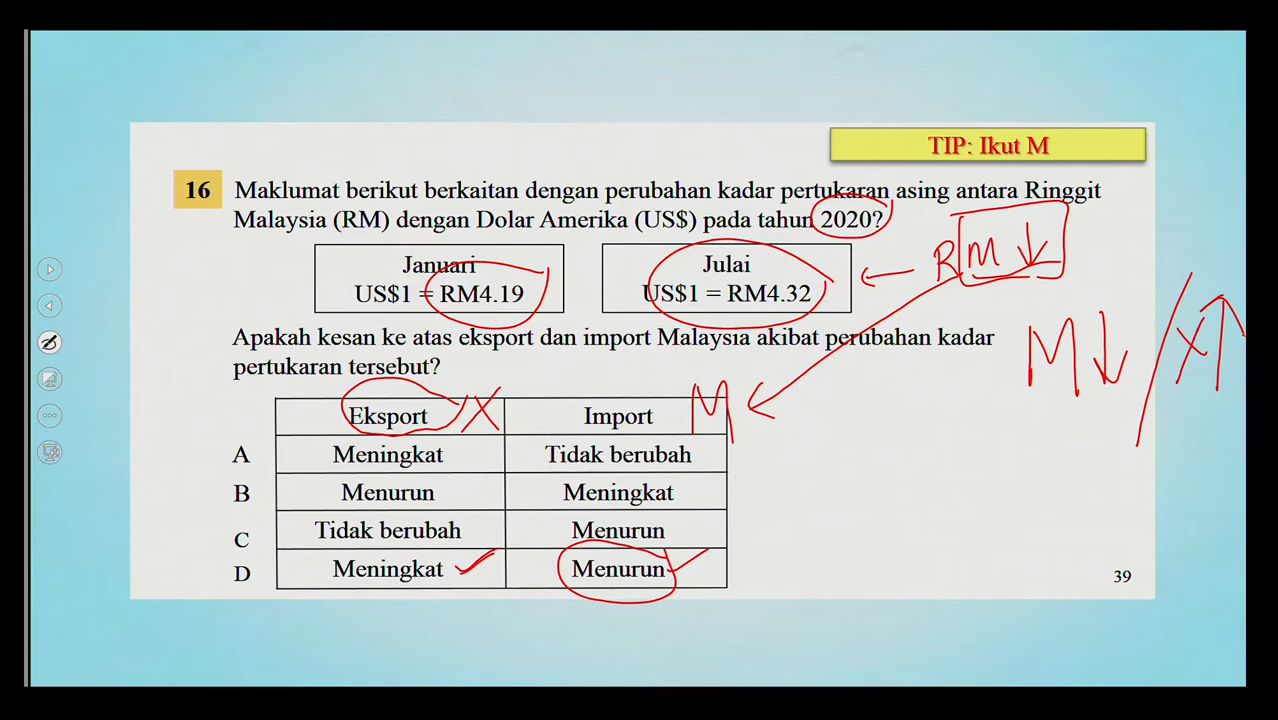 TIP: Ikut M
16 Maklumat berikut berkaitan dengan perubahan kadar pertukaran asing antara Ringgit
Malaysia (RM) dengan Dolar Amerika (US$) pada tahun 2020?
Januari Julai
US$1 = RM4.19 US$1 = RM4.32
RM ↓
M↓ / X↑
Apakah kesan ke atas eksport dan import Malaysia akibat perubahan kadar
pertukaran tersebut?
Eksport X Import M
A Meningkat Tidak berubah
B Menurun Meningkat
C Tidak berubah Menurun
D Meningkat ✓ Menurun ✓
39